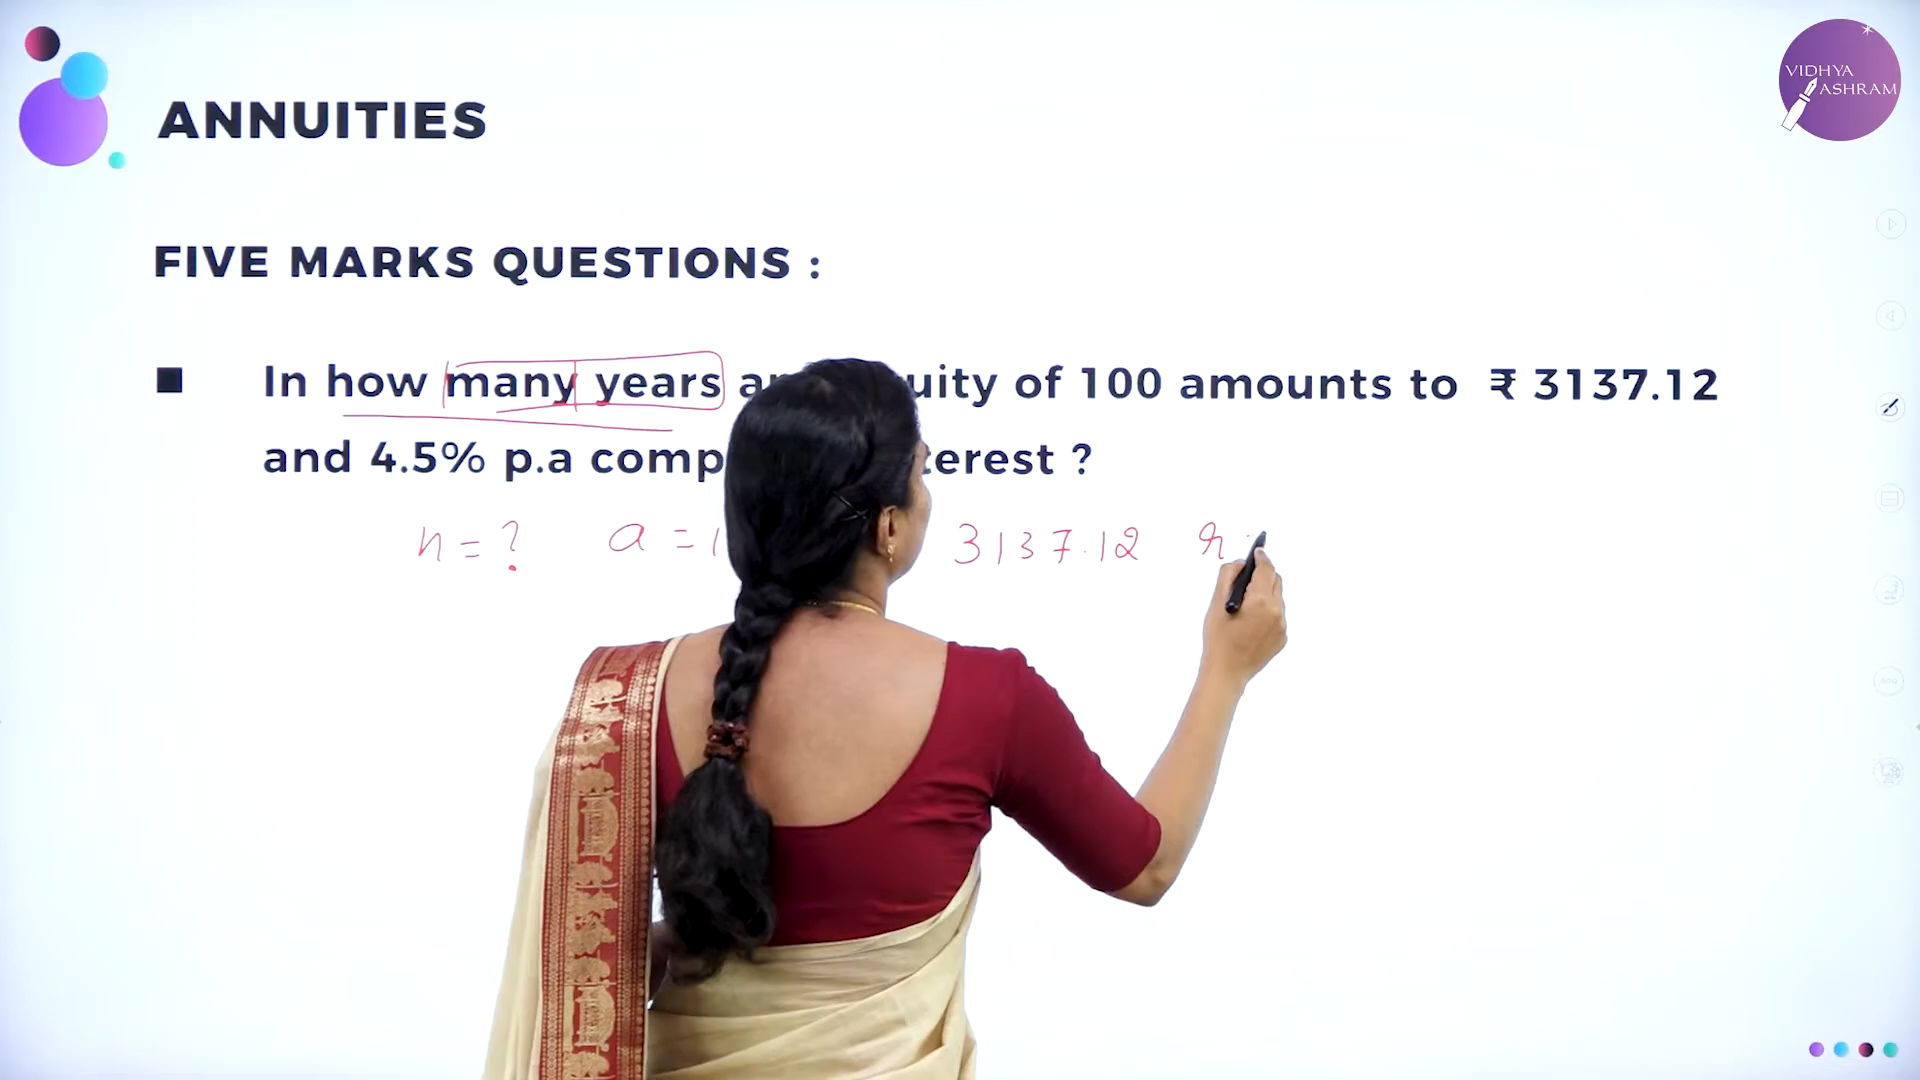 VIDHYA
ASHRAM
ANNUITIES
FIVE MARKS QUESTIONS :
■ In how many years uity of 100 amounts to ₹ 3137.12
and 4.5% p.a comp terest ?
n = ? a = 1 3137.12 r